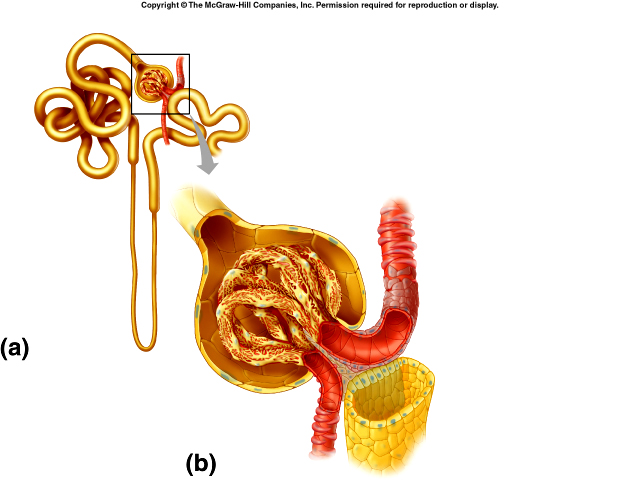 Copyright © The McGraw-Hill Companies, Inc. Permission required for reproduction or display.
(a)
(b)